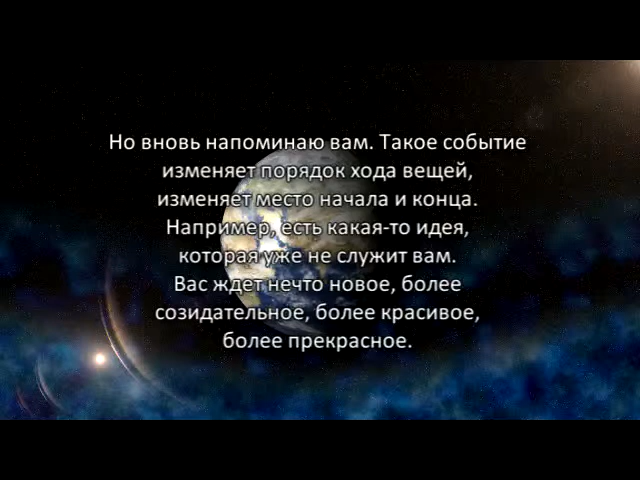 Но вновь напоминаю вам. Такое событие
изменяет порядок хода вещей,
изменяет место начала и конца.
Например, есть какая-то идея,
которая уже не служит вам.
Вас ждет нечто новое, более
созидательное, более красивое,
более прекрасное.